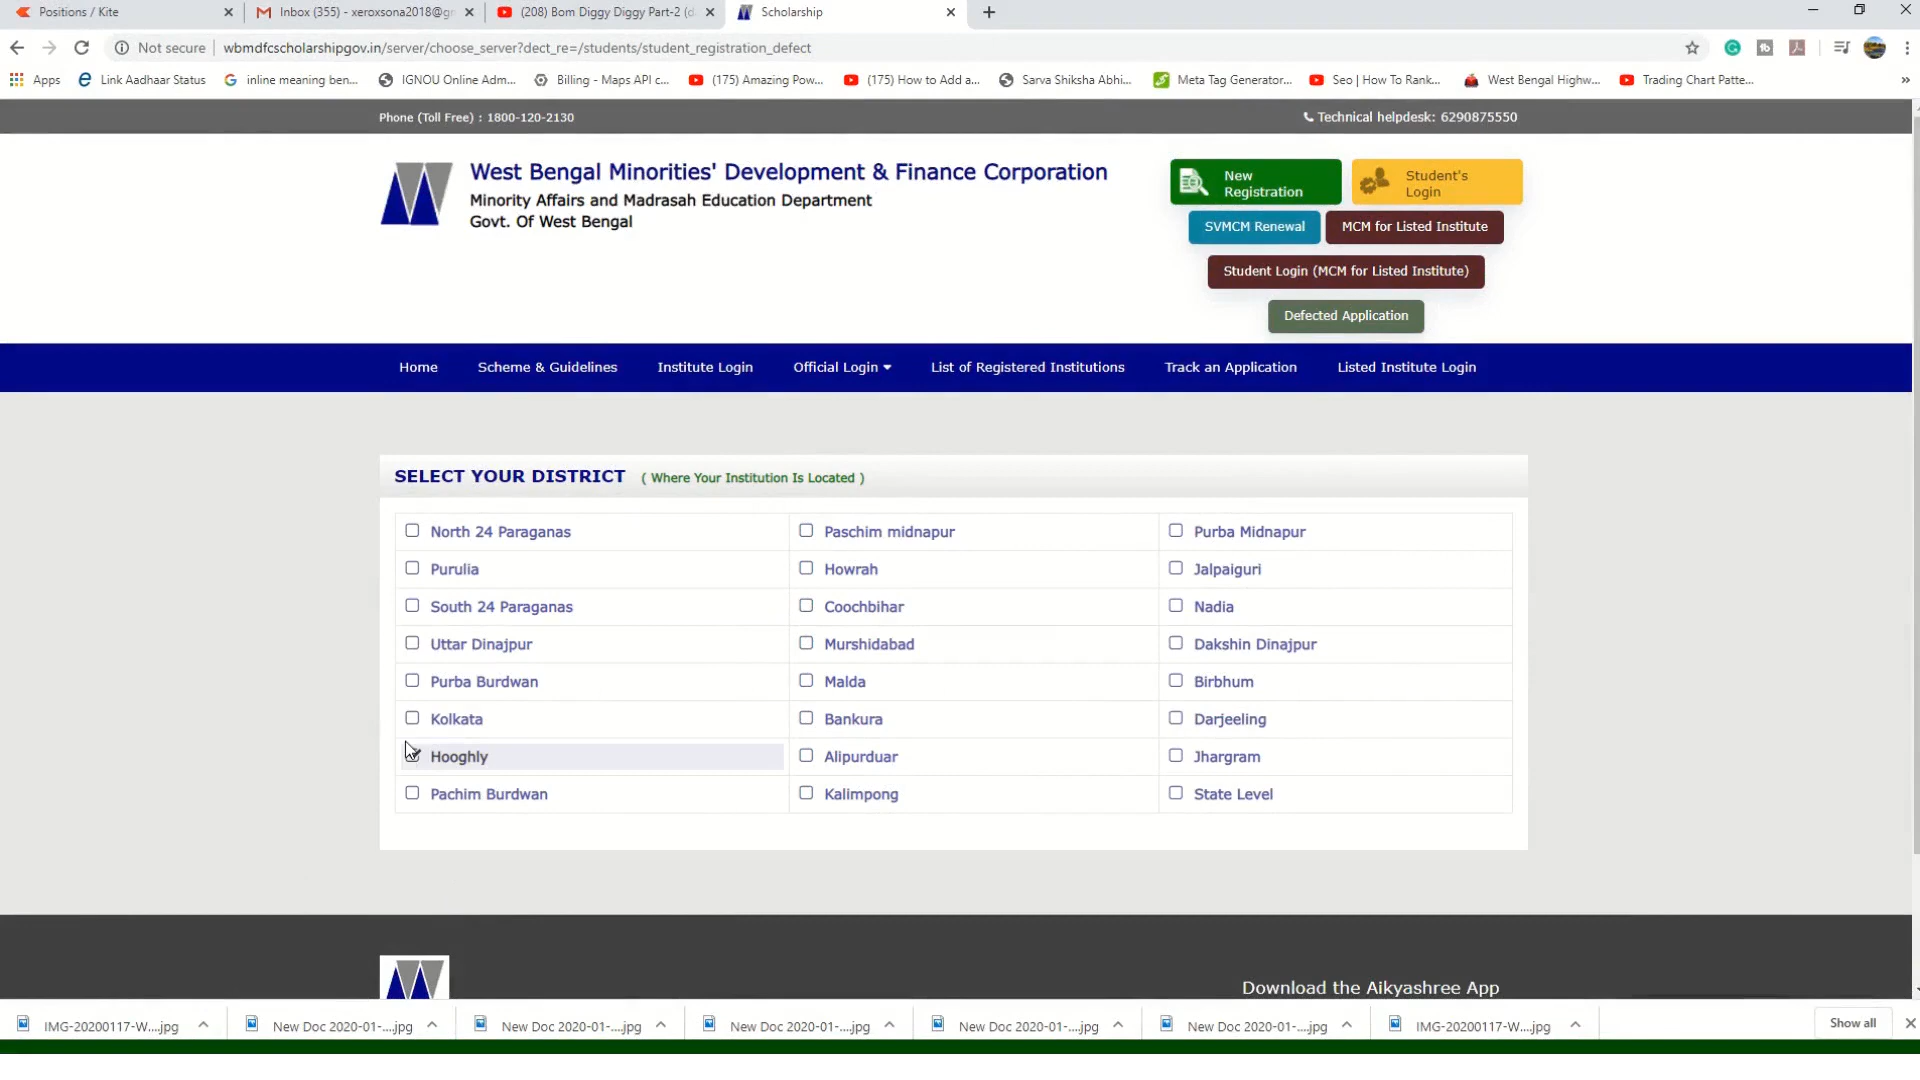 Positions / Kite
Inbox (355) - xeroxsona2018@g
(208) Bom Diggy Diggy Part-2 (d
Scholarship
Not secure
wbmdfcscholarshipgov.in/server/choose_server?dect_re=/students/student_registration_defect
Apps
Link Aadhaar Status
inline meaning ben...
IGNOU Online Adm...
Billing - Maps API c...
(175) Amazing Pow...
(175) How to Add a...
Sarva Shiksha Abhi...
Meta Tag Generator...
Seo | How To Rank...
West Bengal Highw...
Trading Chart Patte...
Phone (Toll Free) : 1800-120-2130
Technical helpdesk: 6290875550
West Bengal Minorities' Development & Finance Corporation
Minority Affairs and Madrasah Education Department
Govt. Of West Bengal
New
Registration
Student's
Login
SVMCM Renewal
MCM for Listed Institute
Student Login (MCM for Listed Institute)
Defected Application
Home
Scheme & Guidelines
Institute Login
Official Login
List of Registered Institutions
Track an Application
Listed Institute Login
SELECT YOUR DISTRICT ( Where Your Institution Is Located )
North 24 Paraganas
Paschim midnapur
Purba Midnapur
Purulia
Howrah
Jalpaiguri
South 24 Paraganas
Coochbihar
Nadia
Uttar Dinajpur
Murshidabad
Dakshin Dinajpur
Purba Burdwan
Malda
Birbhum
Kolkata
Bankura
Darjeeling
Hooghly
Alipurduar
Jhargram
Pachim Burdwan
Kalimpong
State Level
Download the Aikyashree App
IMG-20200117-W....jpg
New Doc 2020-01-....jpg
New Doc 2020-01-....jpg
New Doc 2020-01-....jpg
New Doc 2020-01-....jpg
New Doc 2020-01-....jpg
IMG-20200117-W....jpg
Show all